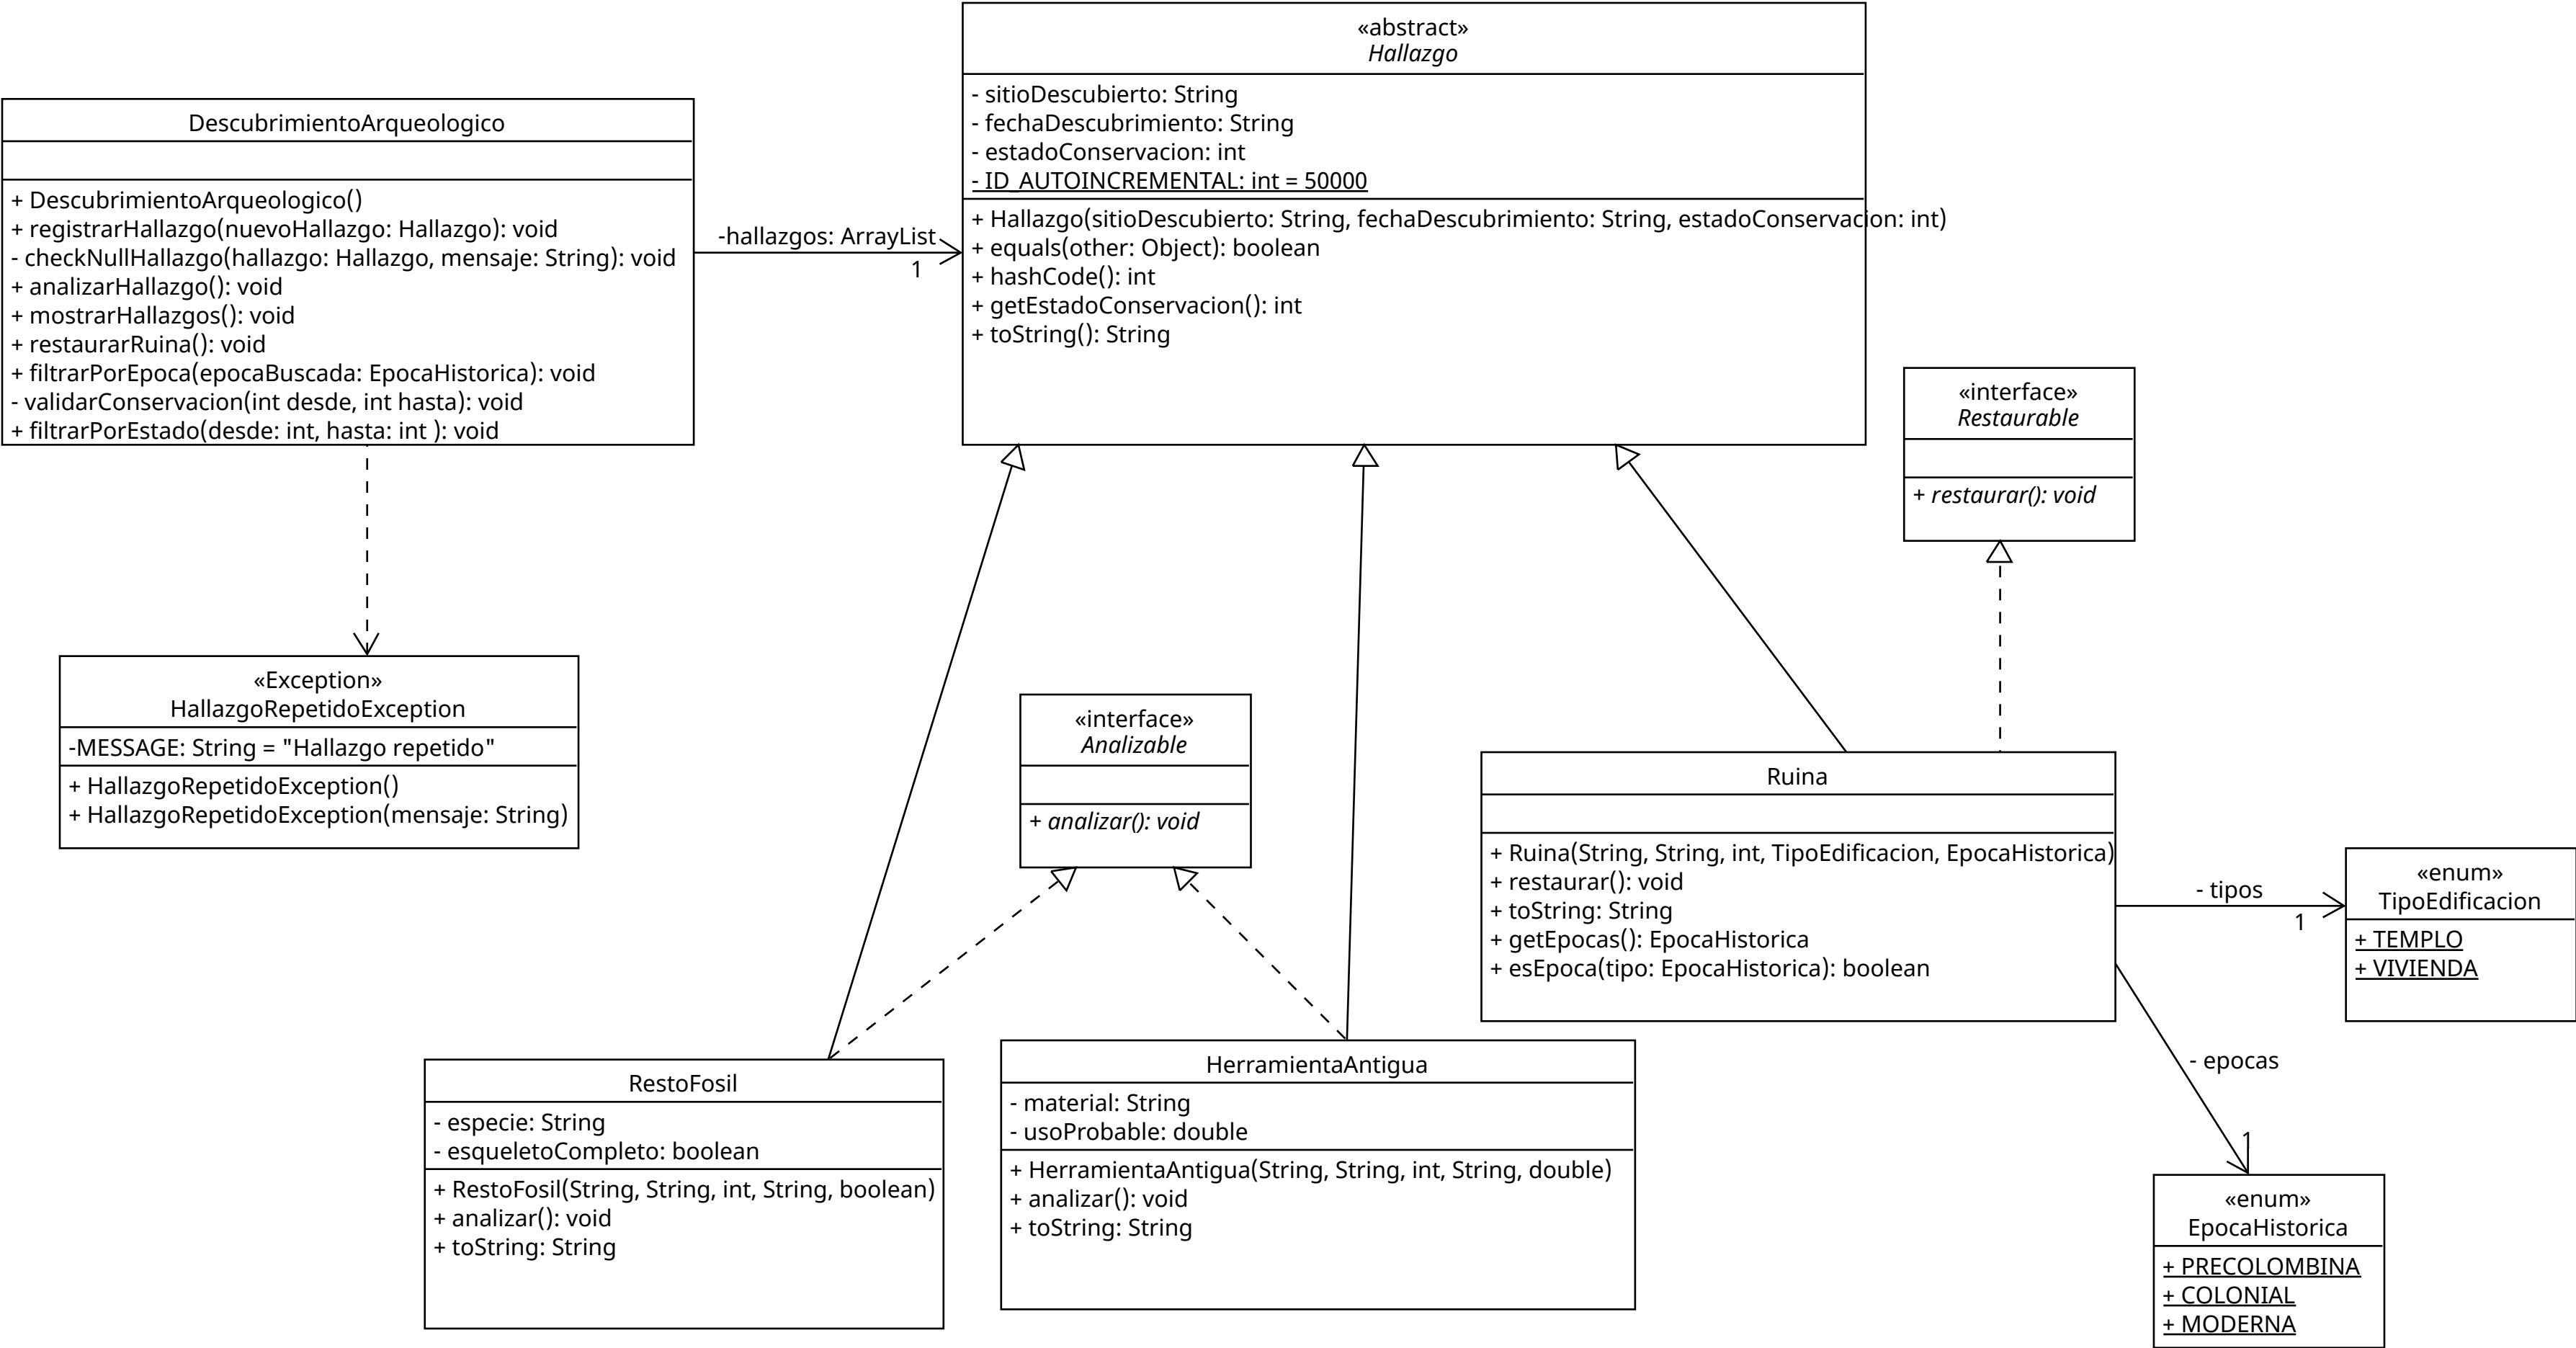 «abstract»
Hallazgo
- sitioDescubierto: String
- fechaDescubrimiento: String
- estadoConservacion: int
- ID_AUTOINCREMENTAL: int = 50000
+ Hallazgo(sitioDescubierto: String, fechaDescubrimiento: String, estadoConservacion: int)
+ equals(other: Object): boolean
+ hashCode(): int
+ getEstadoConservacion(): int
+ toString(): String
DescubrimientoArqueologico
+ DescubrimientoArqueologico()
+ registrarHallazgo(nuevoHallazgo: Hallazgo): void
- checkNullHallazgo(hallazgo: Hallazgo, mensaje: String): void
+ analizarHallazgo(): void
+ mostrarHallazgos(): void
+ restaurarRuina(): void
+ filtrarPorEpoca(epocaBuscada: EpocaHistorica): void
- validarConservacion(int desde, int hasta): void
+ filtrarPorEstado(desde: int, hasta: int ): void
-hallazgos: ArrayList
1
«interface»
Restaurable
+ restaurar(): void
«Exception»
HallazgoRepetidoException
-MESSAGE: String = "Hallazgo repetido"
+ HallazgoRepetidoException()
+ HallazgoRepetidoException(mensaje: String)
«interface»
Analizable
+ analizar(): void
Ruina
+ Ruina(String, String, int, TipoEdificacion, EpocaHistorica)
+ restaurar(): void
+ toString: String
+ getEpocas(): EpocaHistorica
+ esEpoca(tipo: EpocaHistorica): boolean
- tipos
1
«enum»
TipoEdificacion
+ TEMPLO
+ VIVIENDA
- epocas
1
RestoFosil
- especie: String
- esqueletoCompleto: boolean
+ RestoFosil(String, String, int, String, boolean)
+ analizar(): void
+ toString: String
HerramientaAntigua
- material: String
- usoProbable: double
+ HerramientaAntigua(String, String, int, String, double)
+ analizar(): void
+ toString: String
«enum»
EpocaHistorica
+ PRECOLOMBINA
+ COLONIAL
+ MODERNA